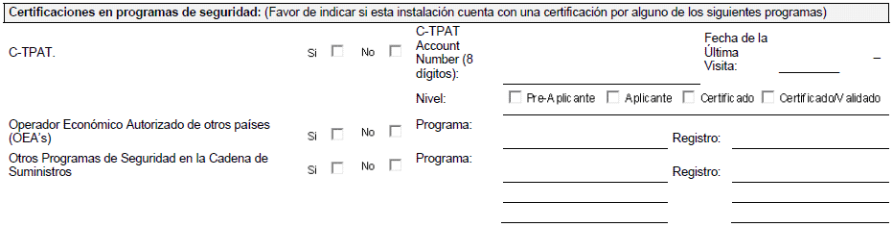 Certificaciones en programas de seguridad: (Favor de indicar si esta instalación cuenta con una certificación por alguno de los siguientes programas)
C-TPAT. Si No C-TPAT Account Number (8 dígitos): Fecha de la Última Visita: –
Nivel: Pre-Aplicante Aplicante Certificado Certificado/Validado
Operador Económico Autorizado de otros países (OEA's) Si No Programa: Registro:
Otros Programas de Seguridad en la Cadena de Suministros Si No Programa: Registro: